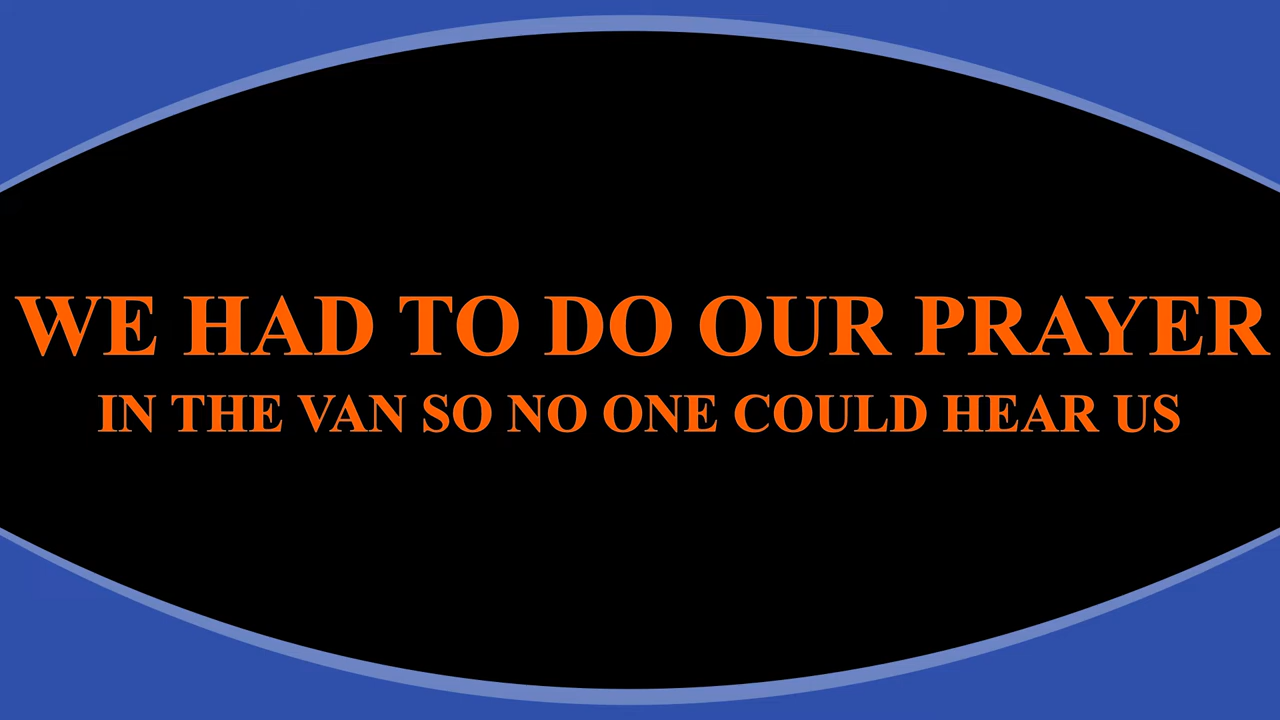 WE HAD TO DO OUR PRAYER
IN THE VAN SO NO ONE COULD HEAR US